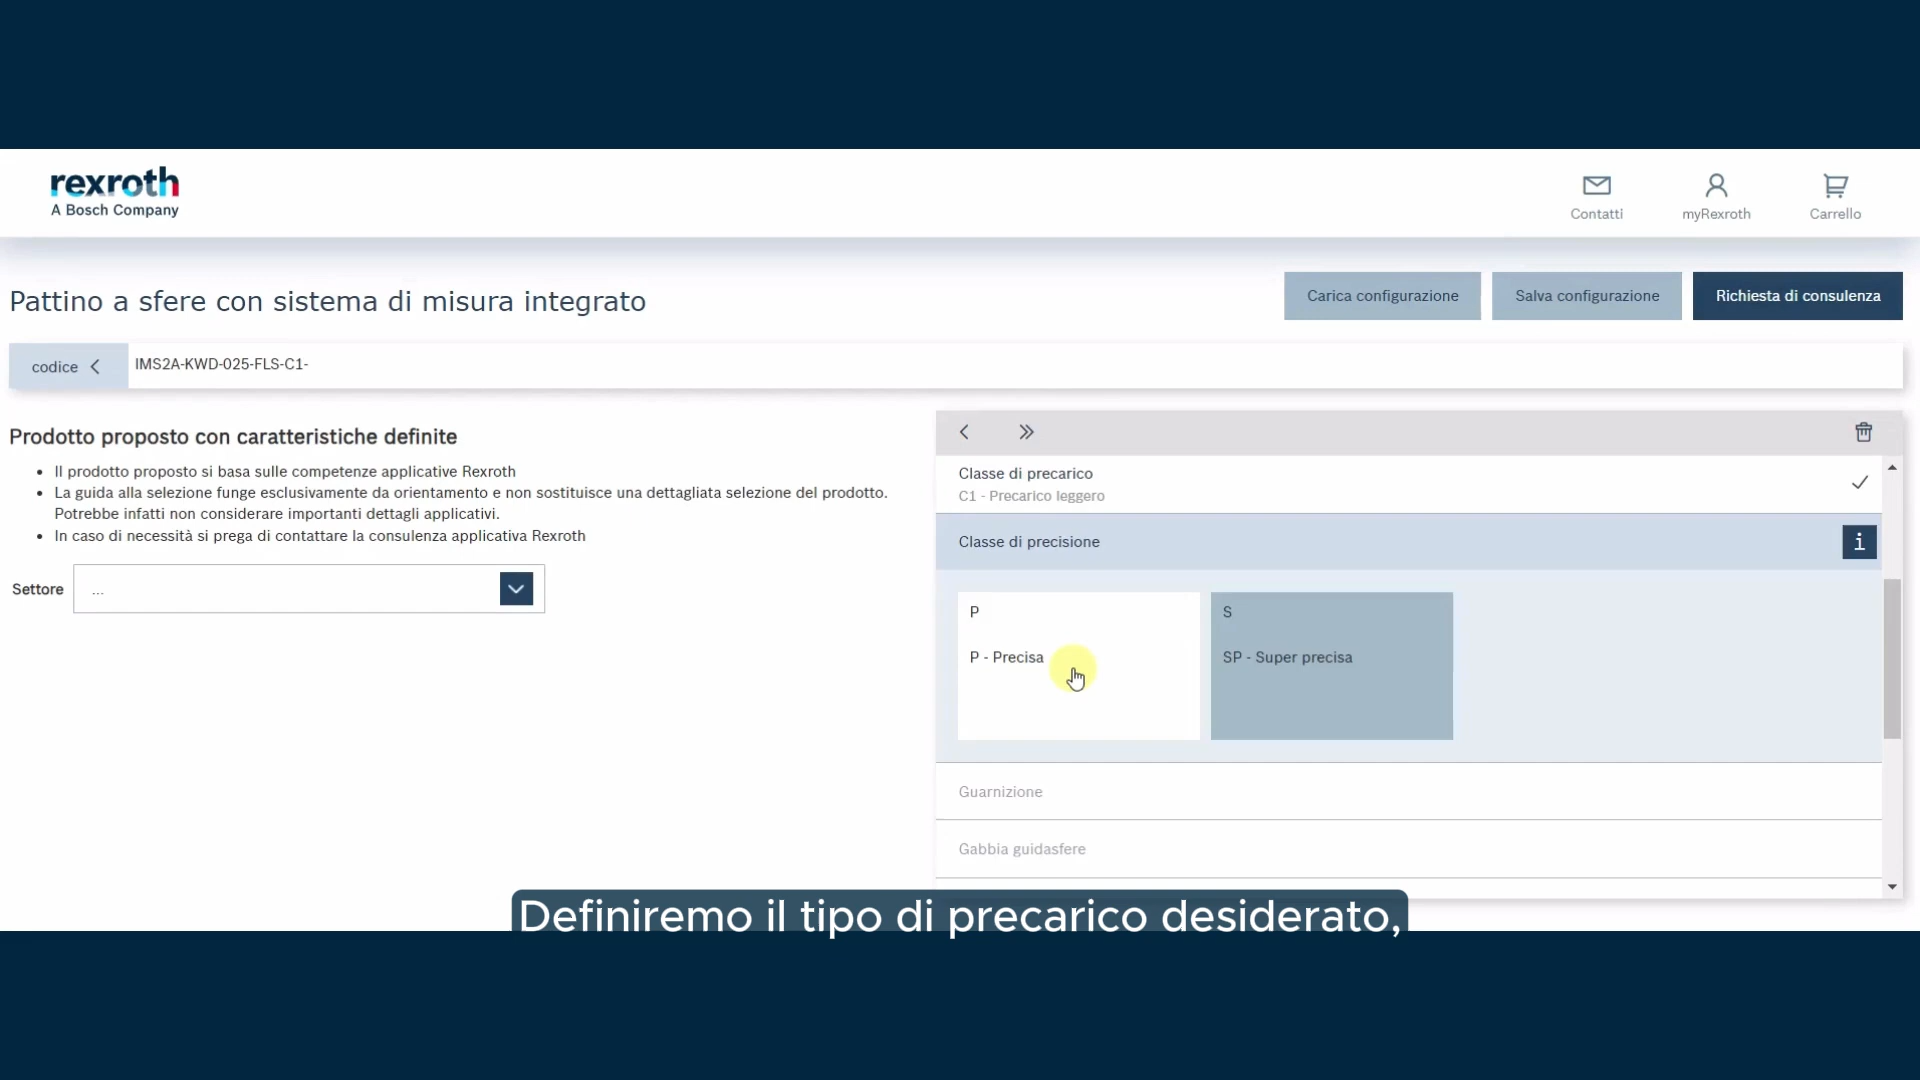 rexroth
A Bosch Company
Contatti
myRexroth
Carrello
Pattino a sfere con sistema di misura integrato
Carica configurazione
Salva configurazione
Richiesta di consulenza
codice
IMS2A-KWD-025-FLS-C1-
Prodotto proposto con caratteristiche definite
Il prodotto proposto si basa sulle competenze applicative Rexroth
La guida alla selezione funge esclusivamente da orientamento e non sostituisce una dettagliata selezione del prodotto.
Potrebbe infatti non considerare importanti dettagli applicativi.
In caso di necessità si prega di contattare la consulenza applicativa Rexroth
Settore
...
Classe di precarico
C1 - Precarico leggero
Classe di precisione
i
P
P - Precisa
S
SP - Super precisa
Guarnizione
Gabbia guidasfere
Definiremo il tipo di precarico desiderato,